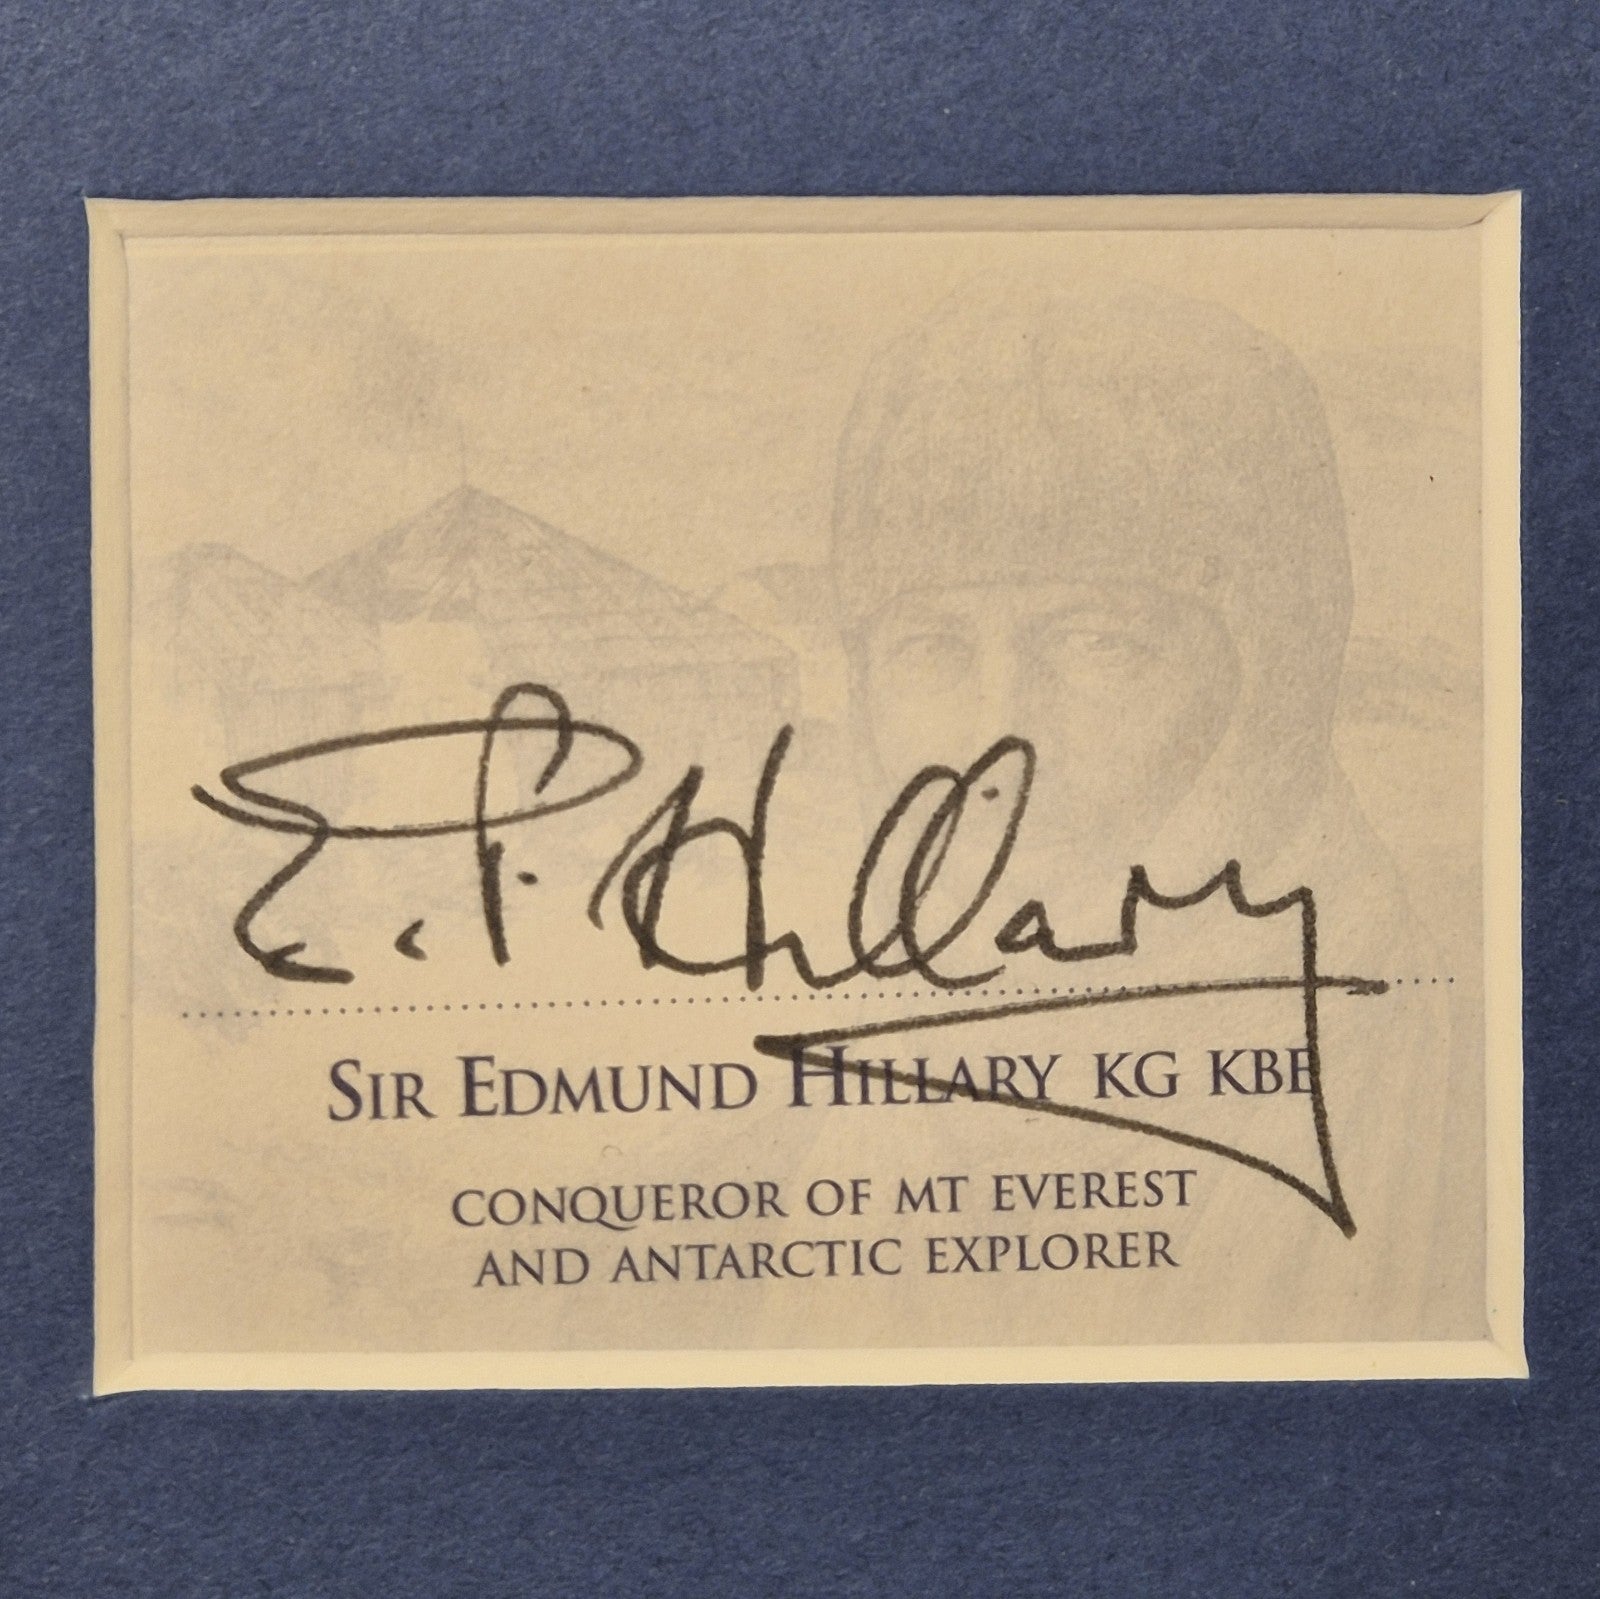 E. P. Hillary
SIR EDMUND HILLARY KG KBE
CONQUEROR OF MT EVEREST
AND ANTARCTIC EXPLORER